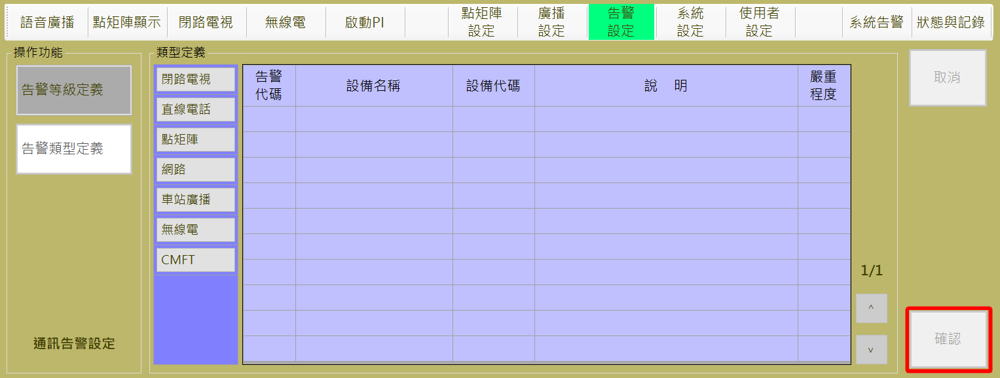 語音廣播
點矩陣顯示
閉路電視
無線電
啟動PI
點矩陣
設定
廣播
設定
告警
設定
系統
設定
使用者
設定
系統告警
狀態與記錄
操作功能
告警等級定義
告警類型定義
通訊告警設定
類型定義
閉路電視
直線電話
點矩陣
網路
車站廣播
無線電
CMFT
告警
代碼
設備名稱
設備代碼
說 明
嚴重
程度
1/1
^
v
取消
確認